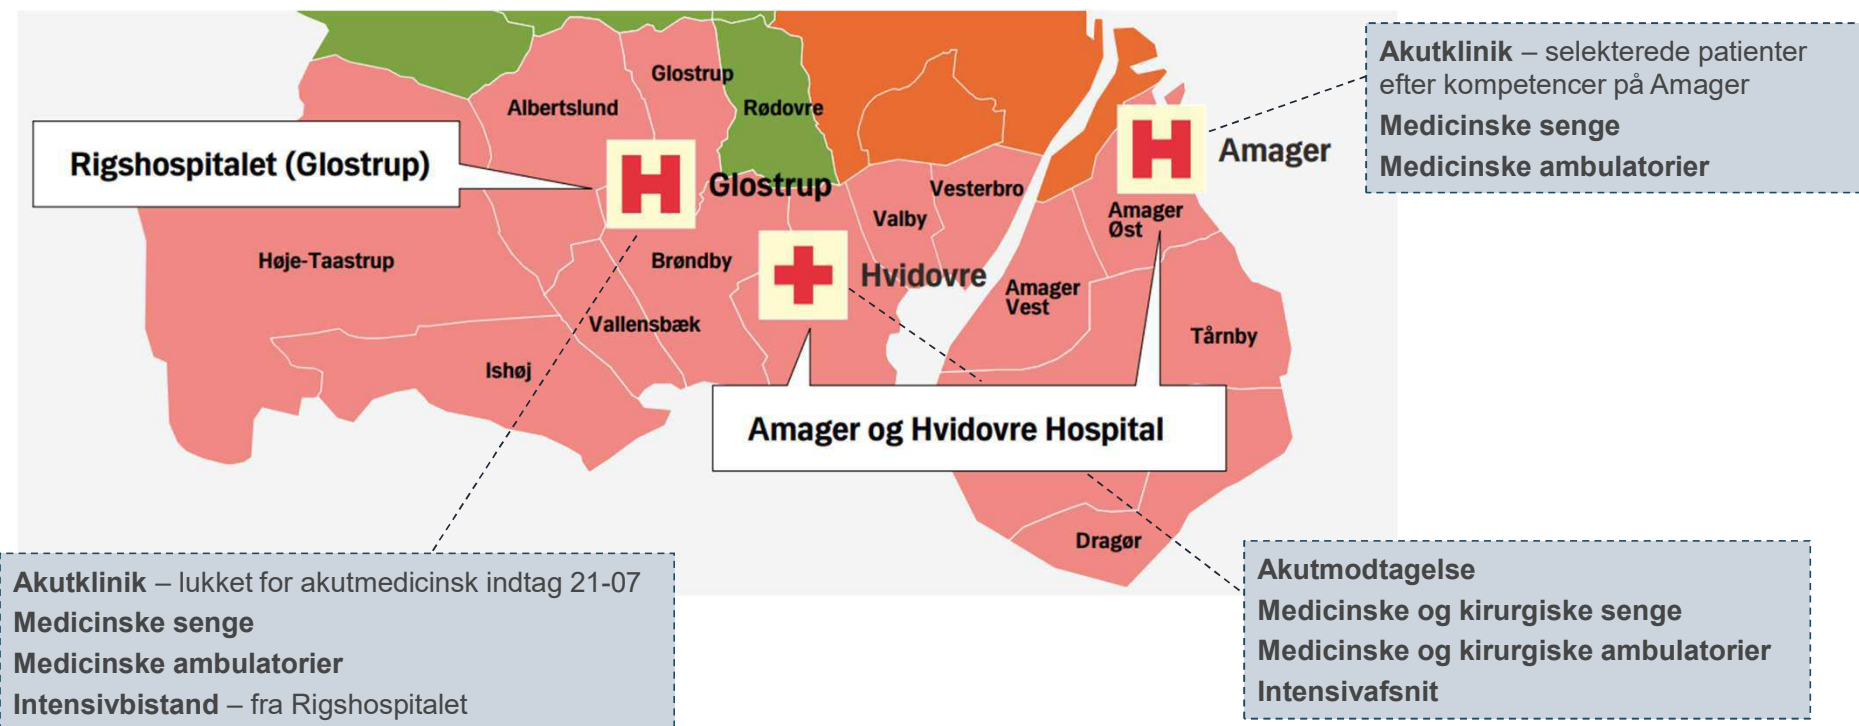 Akutklinik – selekterede patienter
efter kompetencer på Amager
Medicinske senge
Medicinske ambulatorier
Glostrup
Albertslund
Rødovre
Rigshospitalet (Glostrup)
Amager
Glostrup
Vesterbro
Valby
Amager
Øst
Høje-Taastrup
Brøndby
Hvidovre
Amager
Vest
Vallensbæk
Tårnby
Ishøj
Amager og Hvidovre Hospital
Dragør
Akutklinik – lukket for akutmedicinsk indtag 21-07
Medicinske senge
Medicinske ambulatorier
Intensivbistand – fra Rigshospitalet
Akutmodtagelse
Medicinske og kirurgiske senge
Medicinske og kirurgiske ambulatorier
Intensivafsnit